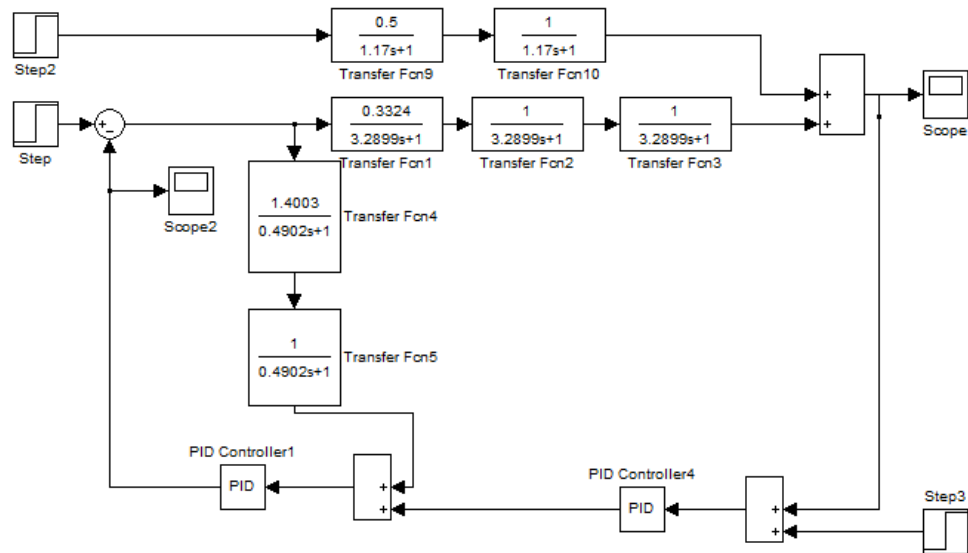 Step2
0.5
1.17s+1
Transfer Fcn9
1
1.17s+1
Transfer Fcn10
+
+
Scope
Step
+
−
0.3324
3.2899s+1
Transfer Fcn1
1
3.2899s+1
Transfer Fcn2
1
3.2899s+1
Transfer Fcn3
Scope2
1.4003
0.4902s+1
Transfer Fcn4
1
0.4902s+1
Transfer Fcn5
PID Controller1
PID
+
+
PID Controller4
PID
+
+
Step3